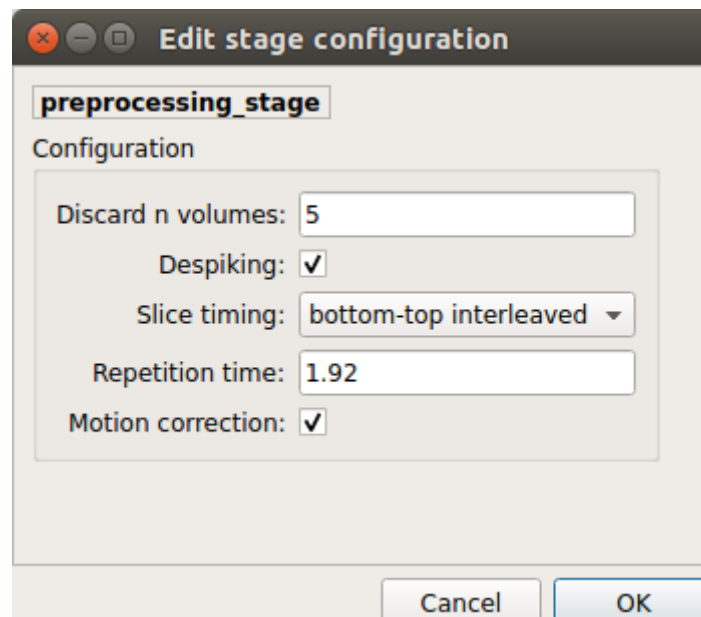 Edit stage configuration
preprocessing_stage
Configuration
Discard n volumes: 5
Despiking:
Slice timing: bottom-top interleaved
Repetition time: 1.92
Motion correction:
Cancel OK